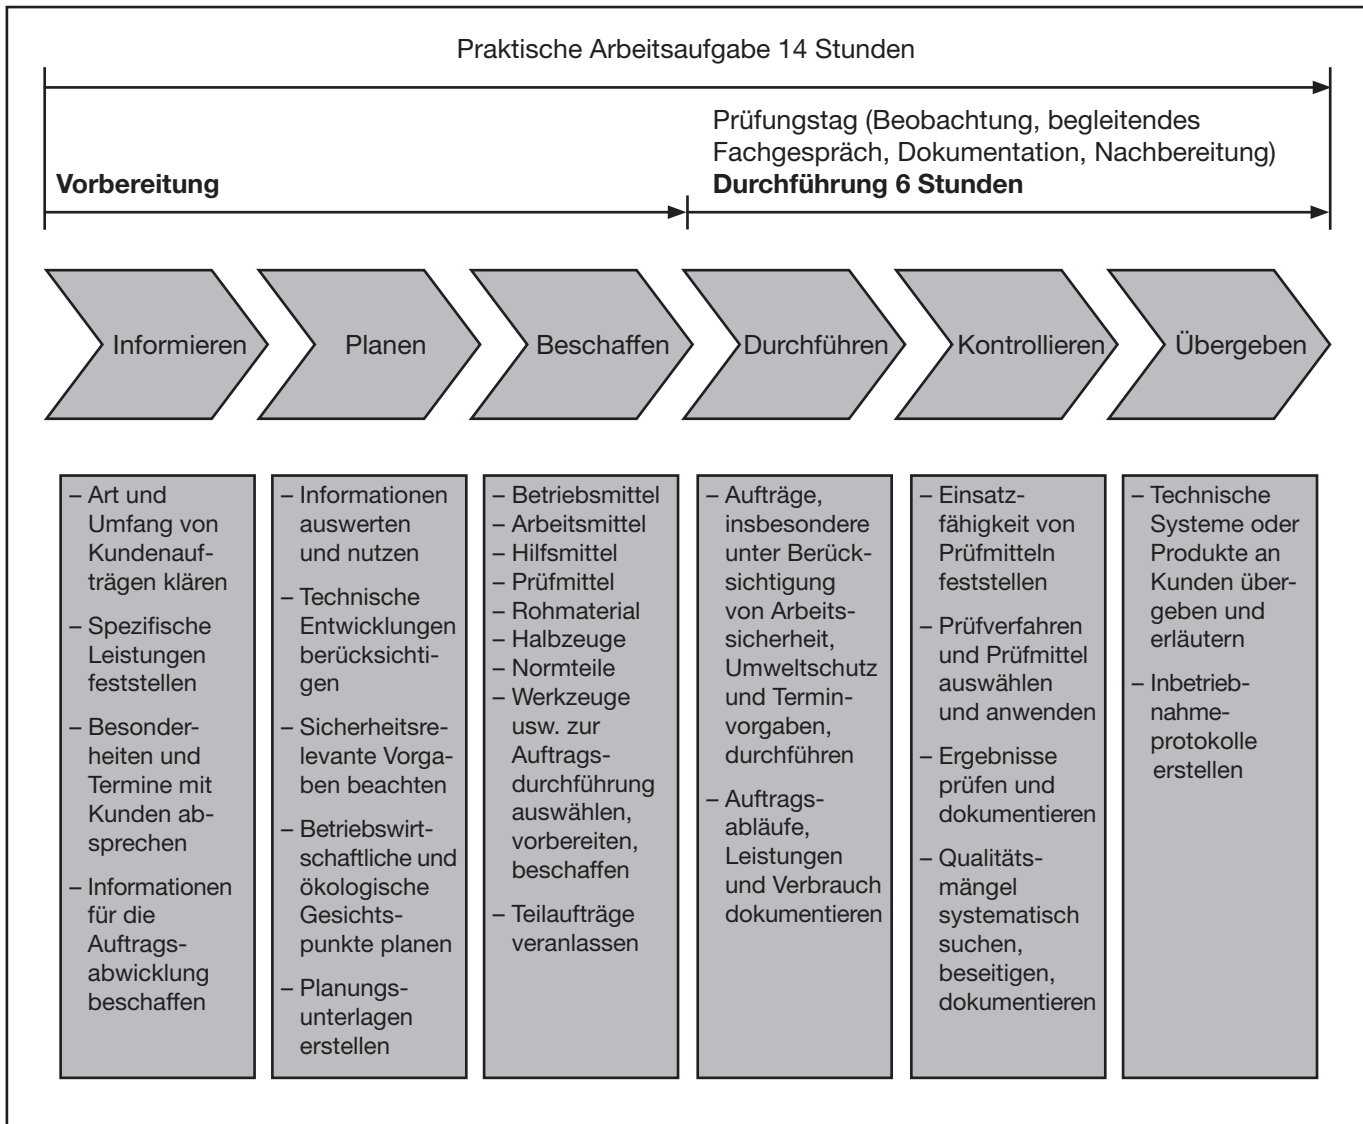 Praktische Arbeitsaufgabe 14 Stunden
Prüfungstag (Beobachtung, begleitendes
Fachgespräch, Dokumentation, Nachbereitung)
Vorbereitung
Durchführung 6 Stunden
Informieren
Planen
Beschaffen
Durchführen
Kontrollieren
Übergeben
– Art und
Umfang von
Kundenauf-
trägen klären
– Spezifische
Leistungen
feststellen
– Besonder-
heiten und
Termine mit
Kunden ab-
sprechen
– Informationen
für die
Auftrags-
abwicklung
beschaffen
– Informationen
auswerten
und nutzen
– Technische
Entwicklungen
berücksichti-
gen
– Sicherheitsre-
levante Vorga-
ben beachten
– Betriebswirt-
schaftliche und
ökologische
Gesichts-
punkte planen
– Planungs-
unterlagen
erstellen
– Betriebsmittel
– Arbeitsmittel
– Hilfsmittel
– Prüfmittel
– Rohmaterial
– Halbzeuge
– Normteile
– Werkzeuge
usw. zur
Auftrags-
durchführung
auswählen,
vorbereiten,
beschaffen
– Teilaufträge
veranlassen
– Aufträge,
insbesondere
unter Berück-
sichtigung
von Arbeits-
sicherheit,
Umweltschutz
und Termin-
vorgaben,
durchführen
– Auftrags-
abläufe,
Leistungen
und Verbrauch
dokumentieren
– Einsatz-
fähigkeit von
Prüfmitteln
feststellen
– Prüfverfahren
und Prüfmittel
auswählen
und anwenden
– Ergebnisse
prüfen und
dokumentieren
– Qualitäts-
mängel
systematisch
suchen,
beseitigen,
dokumentieren
– Technische
Systeme oder
Produkte an
Kunden über-
geben und
erläutern
– Inbetrieb-
nahme-
protokolle
erstellen